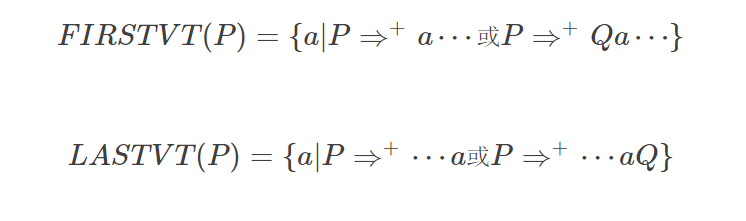 FIRSTVT(P) = {a|P ⇒⁺ a⋯或P ⇒⁺ Qa⋯}
LASTVT(P) = {a|P ⇒⁺ ⋯a或P ⇒⁺ ⋯aQ}